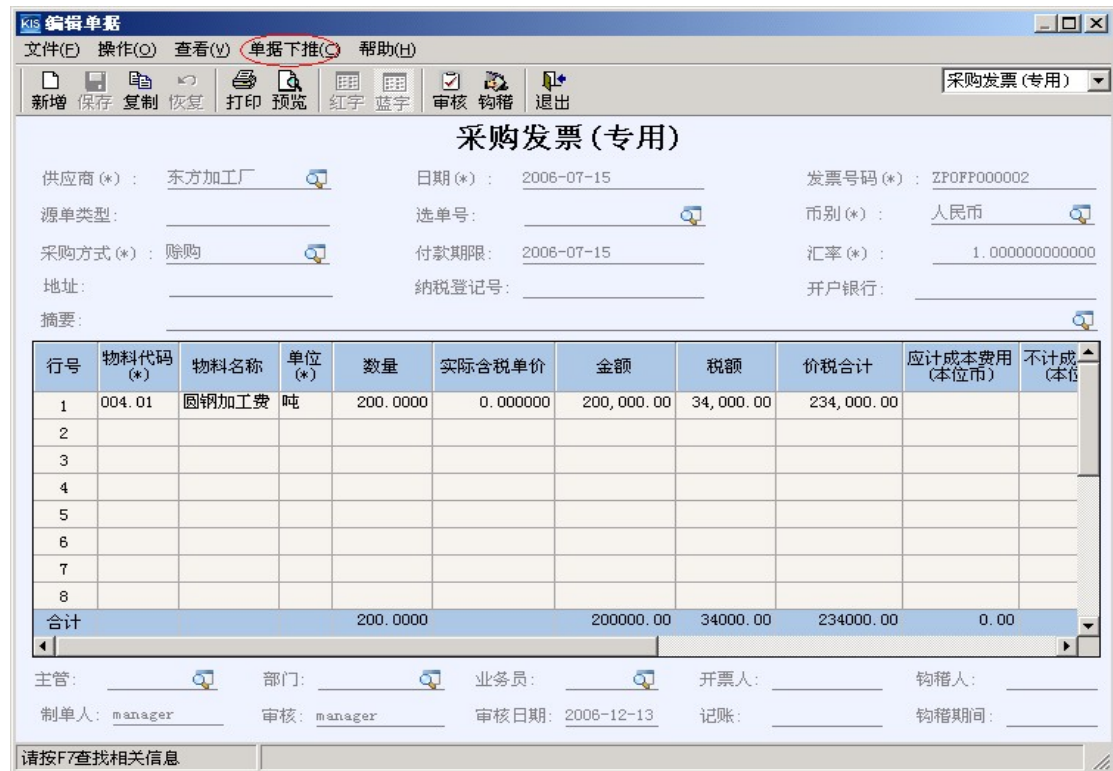 KIS 编辑单据
文件(F) 操作(O) 查看(V) 单据下推(C) 帮助(H)
新增 保存 复制 恢复 打印 预览 红字 蓝字 审核 钩稽 退出 采购发票(专用)
采购发票(专用)
供应商(*) : 东方加工厂 日期(*) : 2006-07-15 发票号码(*) : ZPOFP000002
源单类型: 选单号: 币别(*) : 人民币
采购方式(*) : 赊购 付款期限: 2006-07-15 汇率(*) : 1.000000000000
地址: 纳税登记号: 开户银行:
摘要:
行号 物料代码(*) 物料名称 单位(*) 数量 实际含税单价 金额 税额 价税合计 应计成本费用(本位币) 不计成(本位
1 004.01 圆钢加工费 吨 200.0000 0.000000 200,000.00 34,000.00 234,000.00
2
3
4
5
6
7
8
合计 200.0000 200000.00 34000.00 234000.00 0.00
主管: 部门: 业务员: 开票人: 钩稽人:
制单人: manager 审核: manager 审核日期: 2006-12-13 记账: 钩稽期间:
请按F7查找相关信息